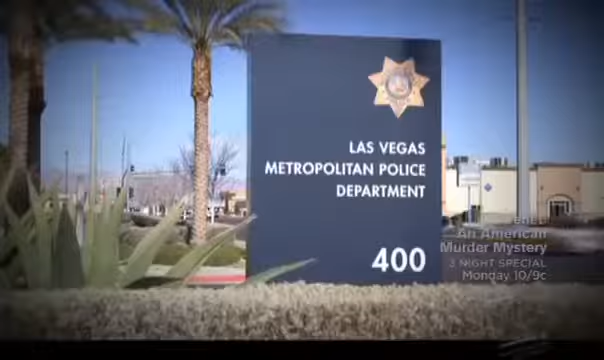 LAS VEGAS
METROPOLITAN POLICE
DEPARTMENT
400
An American
Murder Mystery
3 NIGHT SPECIAL
Monday 10/9c